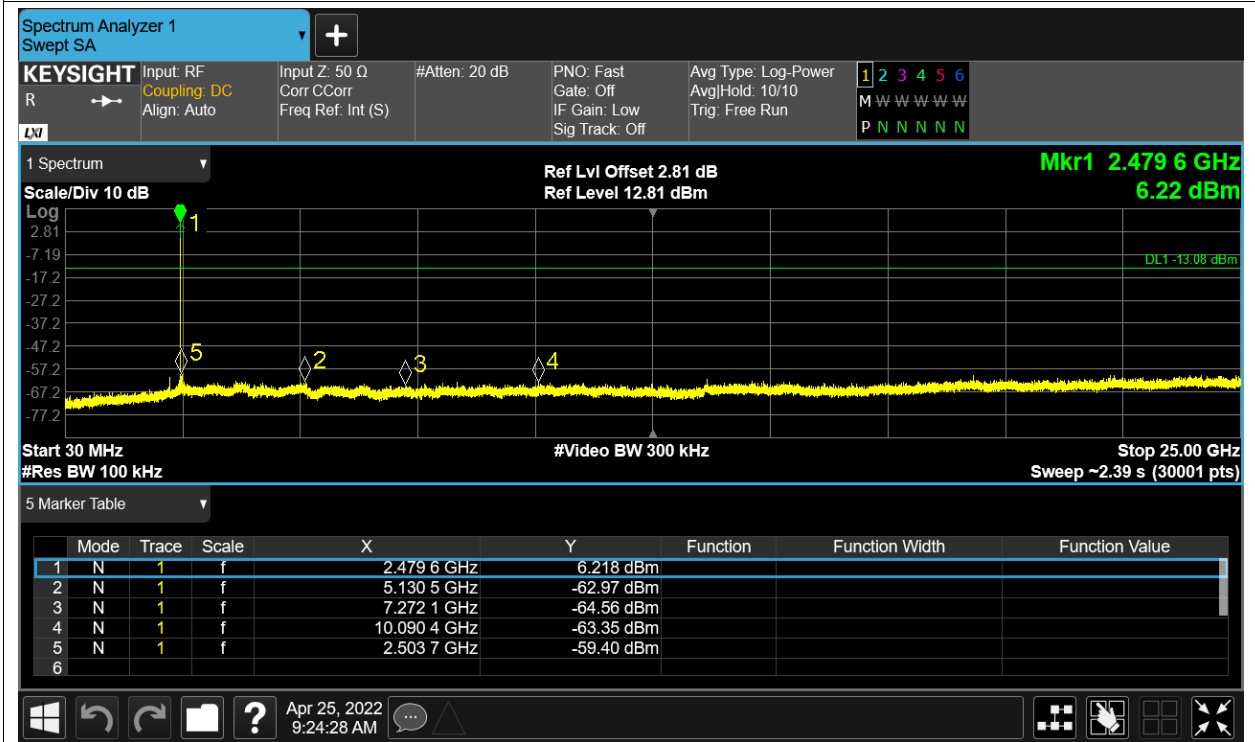 Spectrum Analyzer 1
Swept SA
KEYSIGHT
R
LXI
Input: RF
Coupling: DC
Align: Auto
Input Z: 50 Ω
Corr CCorr
Freq Ref: Int (S)
#Atten: 20 dB
PNO: Fast
Gate: Off
IF Gain: Low
Sig Track: Off
Avg Type: Log-Power
Avg|Hold: 10/10
Trig: Free Run
1 2 3 4 5 6
M W W W W W
P N N N N N
1 Spectrum
Scale/Div 10 dB
Ref Lvl Offset 2.81 dB
Ref Level 12.81 dBm
Mkr1 2.479 6 GHz
6.22 dBm
Log
2.81
-7.19
-17.2
-27.2
-37.2
-47.2
-57.2
-67.2
-77.2
DL1 -13.08 dBm
1
5
2
3
4
Start 30 MHz
#Res BW 100 kHz
#Video BW 300 kHz
Stop 25.00 GHz
Sweep ~2.39 s (30001 pts)
5 Marker Table
Mode Trace Scale X Y Function Function Width Function Value
1 N 1 f 2.479 6 GHz 6.218 dBm
2 N 1 f 5.130 5 GHz -62.97 dBm
3 N 1 f 7.272 1 GHz -64.56 dBm
4 N 1 f 10.090 4 GHz -63.35 dBm
5 N 1 f 2.503 7 GHz -59.40 dBm
6
?
Apr 25, 2022
9:24:28 AM